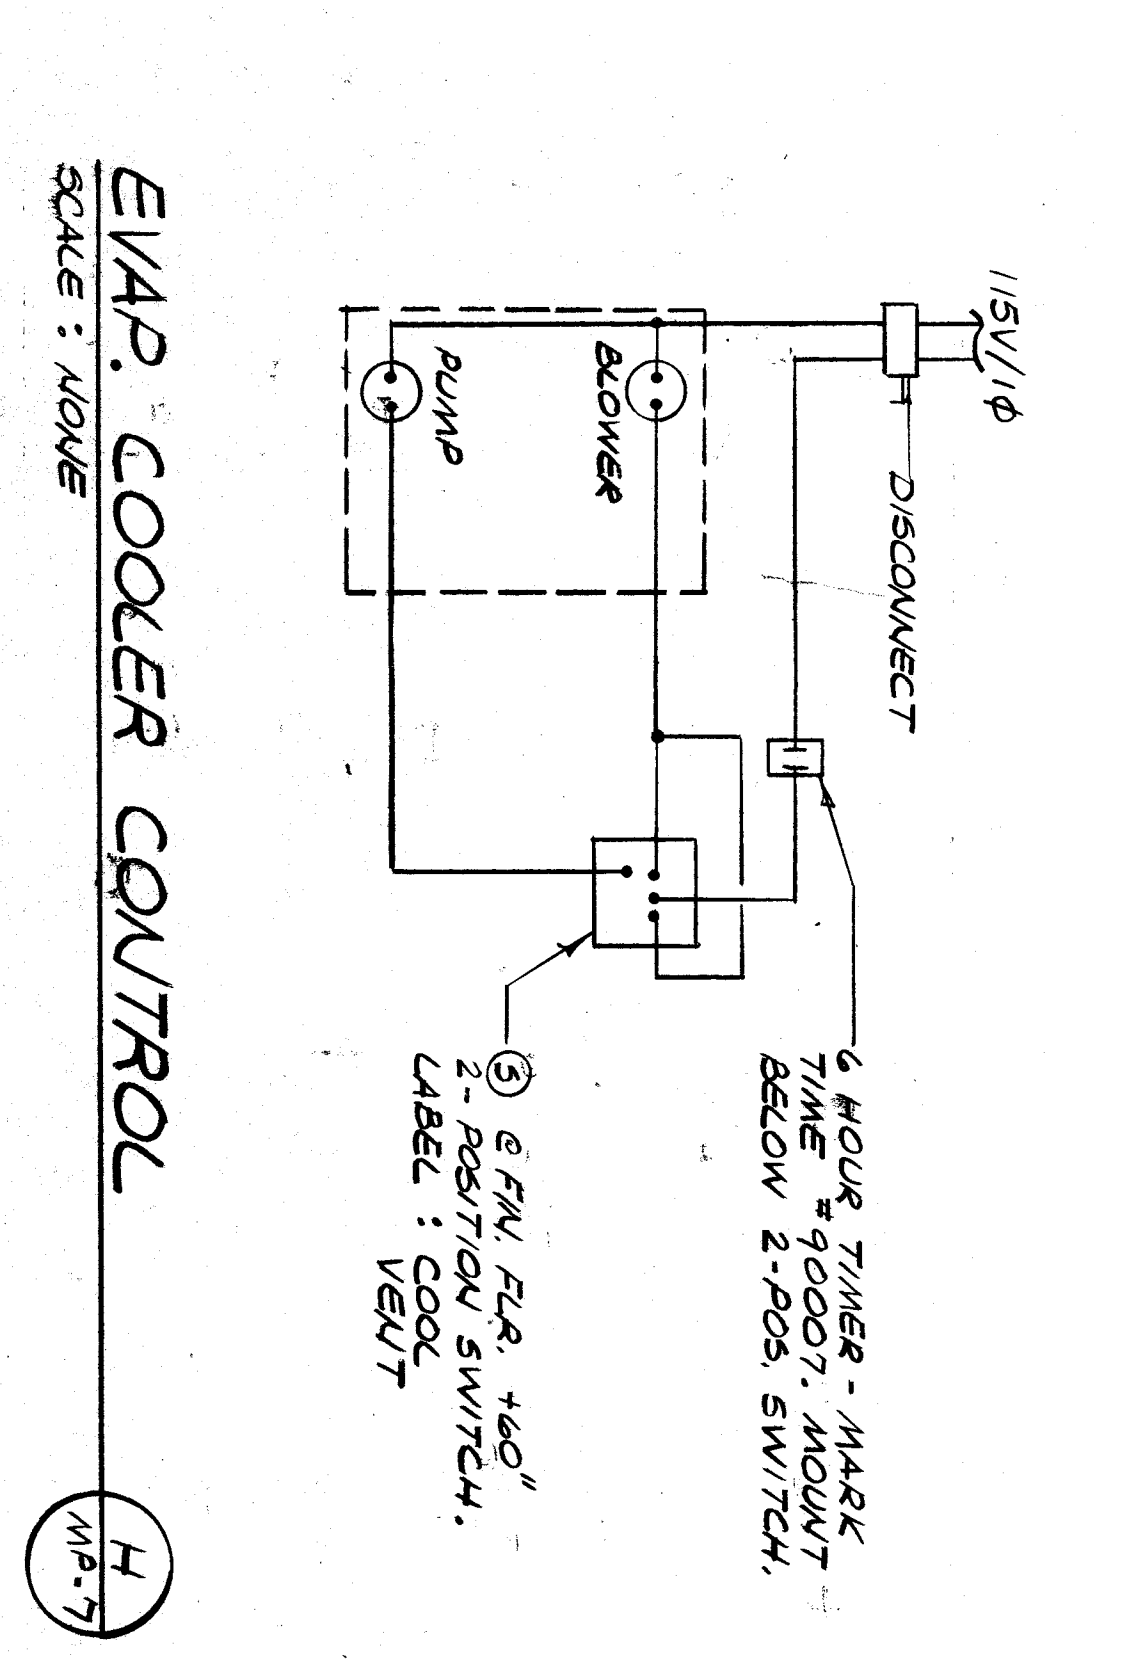 115V/1Φ
DISCONNECT
BLOWER
PUMP
6 HOUR TIMER - MARK
TIME #90007. MOUNT
BELOW 2-POS. SWITCH.
S @ FIN. FLR. +60"
2-POSITION SWITCH.
LABEL: COOL
VENT
EVAP. COOLER CONTROL
SCALE: NONE
H
MP-7